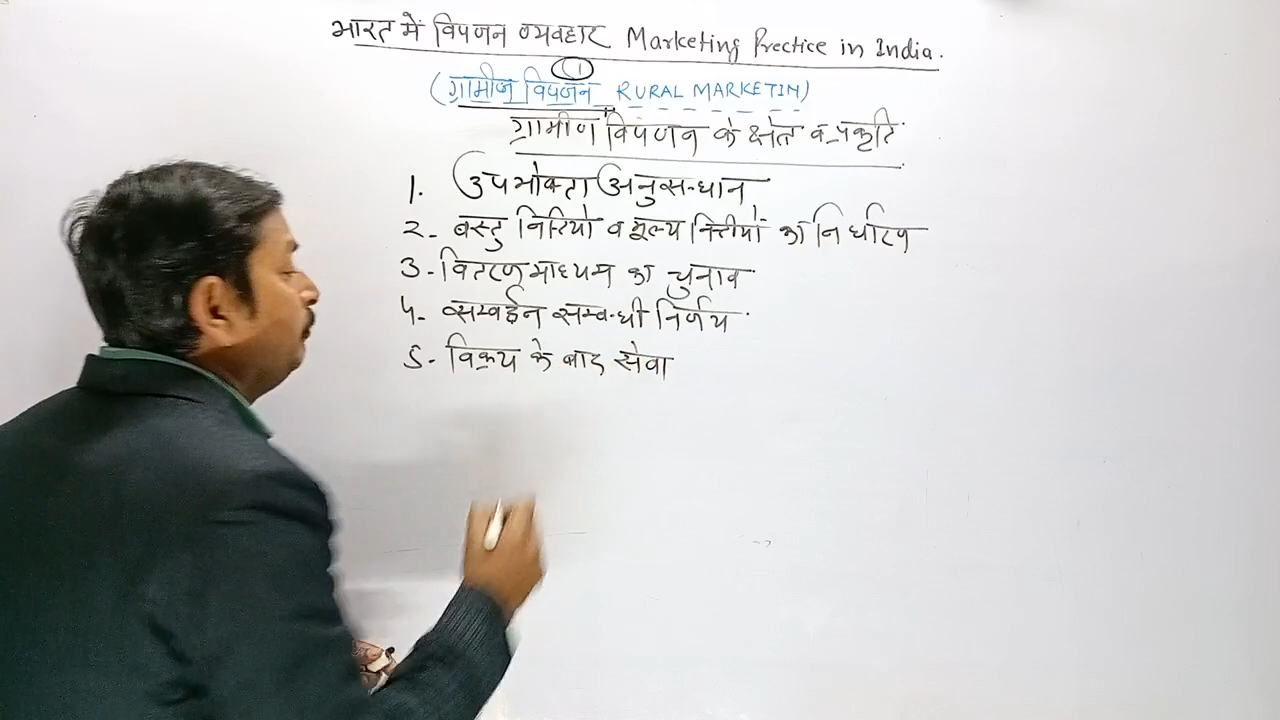 भारत में विपणन व्यवहार Marketing Prectice in India.
(1)
(ग्रामीण विपणन RURAL MARKETIN)
ग्रामीण विपणन के क्षेत्र व प्रकृति
1. उपभोक्ता अनुसन्धान
2- वस्तु नितियो व मूल्य नितीयों का निर्धारण
3- वितरण माध्यम का चुनाव
4- सम्वर्द्धन सम्बन्धी निर्णय
5- विक्रय के बाद सेवा